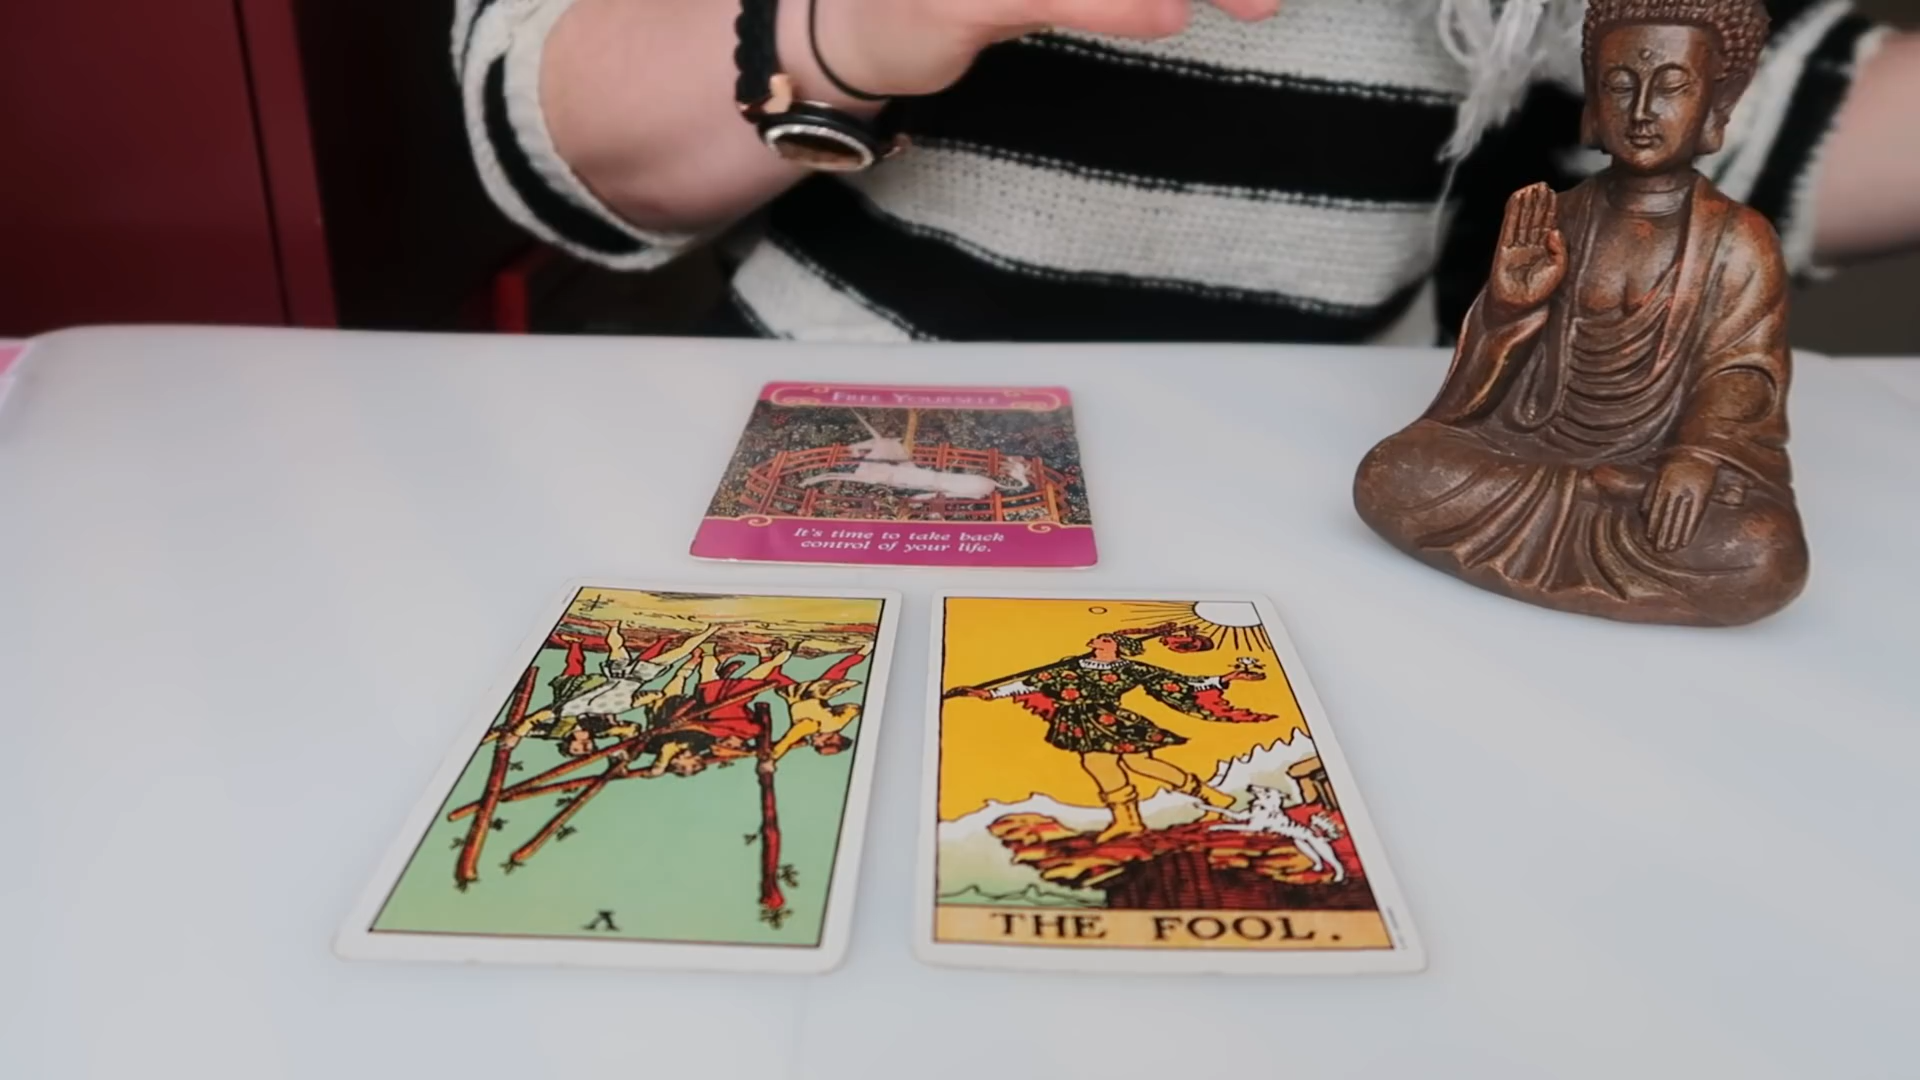 FREE YOURSELF
It's time to take back
control of your life.
V
THE FOOL.